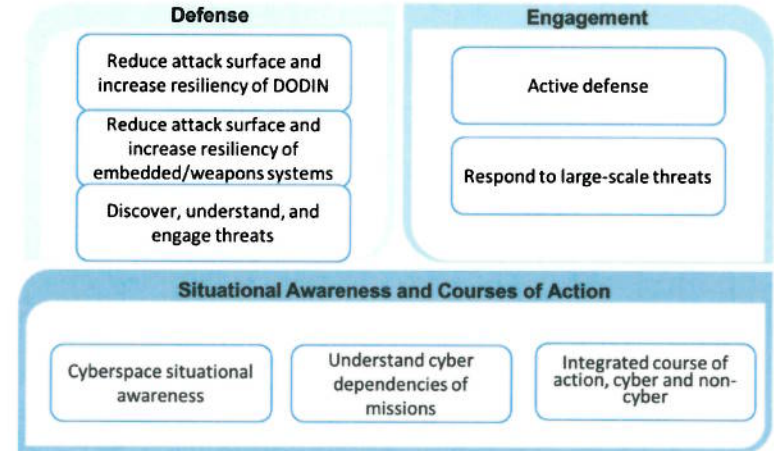 Defense
Reduce attack surface and
increase resiliency of DODIN
Reduce attack surface and
increase resiliency of
embedded/weapons systems
Discover, understand, and
engage threats
Engagement
Active defense
Respond to large-scale threats
Situational Awareness and Courses of Action
Cyberspace situational
awareness
Understand cyber
dependencies of
missions
Integrated course of
action, cyber and non-
cyber